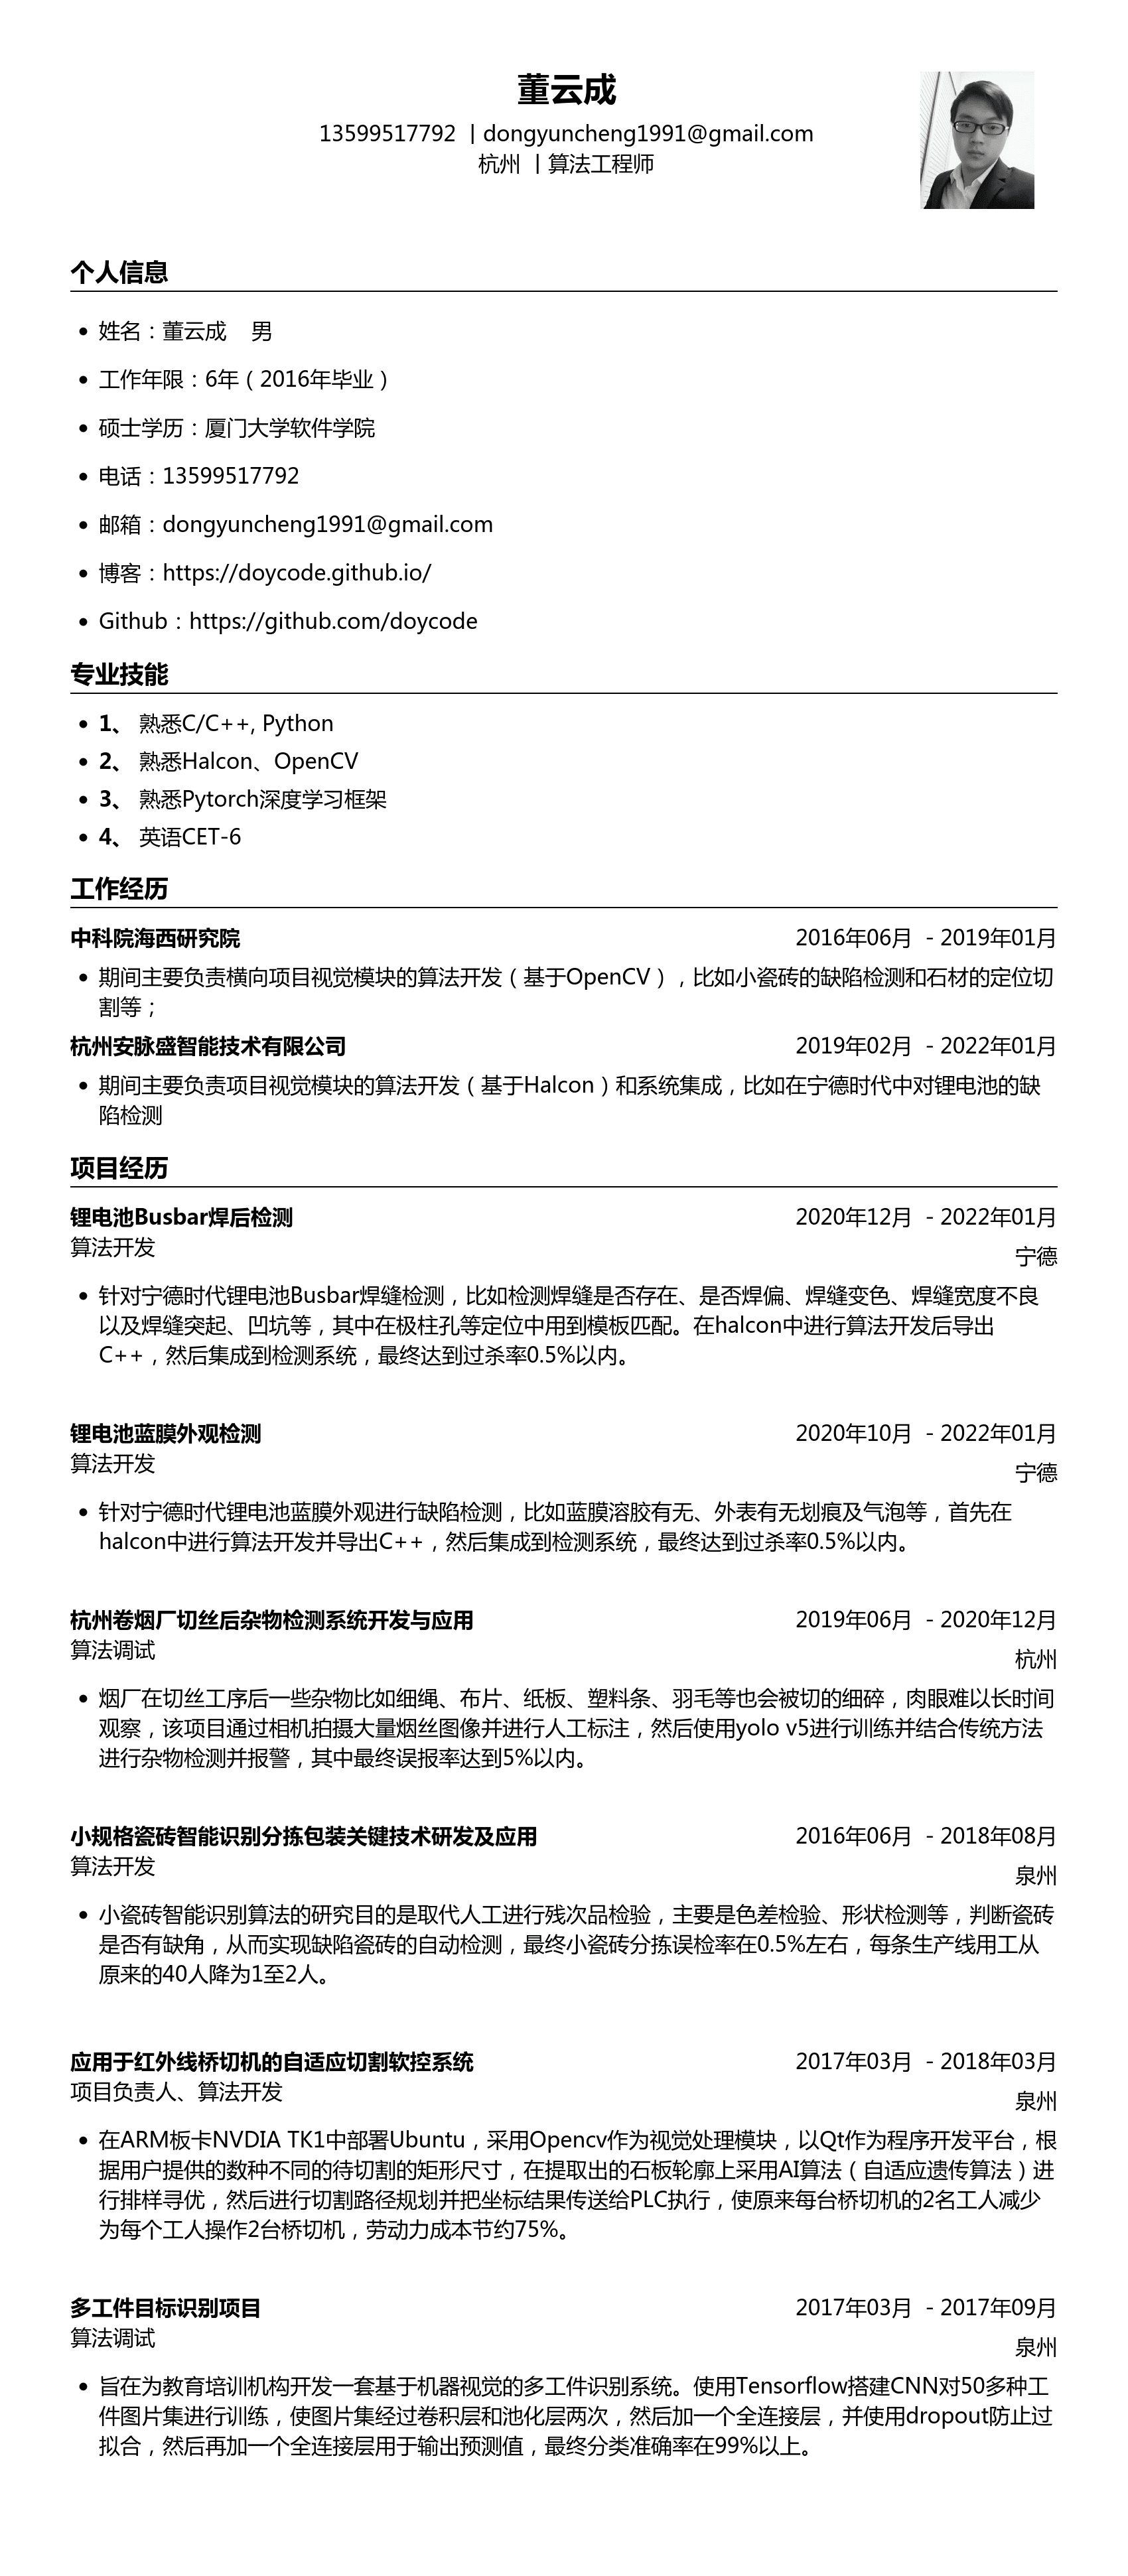 董云成
13599517792 | dongyuncheng1991@gmail.com
杭州 | 算法工程师
个人信息
• 姓名：董云成 男
• 工作年限：6年（2016年毕业）
• 硕士学历：厦门大学软件学院
• 电话：13599517792
• 邮箱：dongyuncheng1991@gmail.com
• 博客：https://doycode.github.io/
• Github：https://github.com/doycode
专业技能
• 1、 熟悉C/C++, Python
• 2、 熟悉Halcon、OpenCV
• 3、 熟悉Pytorch深度学习框架
• 4、 英语CET-6
工作经历
中科院海西研究院 2016年06月 - 2019年01月
• 期间主要负责横向项目视觉模块的算法开发（基于OpenCV），比如小瓷砖的缺陷检测和石材的定位切
割等；
杭州安脉盛智能技术有限公司 2019年02月 - 2022年01月
• 期间主要负责项目视觉模块的算法开发（基于Halcon）和系统集成，比如在宁德时代中对锂电池的缺
陷检测
项目经历
锂电池Busbar焊后检测 2020年12月 - 2022年01月
算法开发 宁德
• 针对宁德时代锂电池Busbar焊缝检测，比如检测焊缝是否存在、是否焊偏、焊缝变色、焊缝宽度不良
以及焊缝突起、凹坑等，其中在极柱孔等定位中用到模板匹配。在halcon中进行算法开发后导出
C++，然后集成到检测系统，最终达到过杀率0.5%以内。
锂电池蓝膜外观检测 2020年10月 - 2022年01月
算法开发 宁德
• 针对宁德时代锂电池蓝膜外观进行缺陷检测，比如蓝膜溶胶有无、外表有无划痕及气泡等，首先在
halcon中进行算法开发并导出C++，然后集成到检测系统，最终达到过杀率0.5%以内。
杭州卷烟厂切丝后杂物检测系统开发与应用 2019年06月 - 2020年12月
算法调试 杭州
• 烟厂在切丝工序后一些杂物比如细绳、布片、纸板、塑料条、羽毛等也会被切的细碎，肉眼难以长时间
观察，该项目通过相机拍摄大量烟丝图像并进行人工标注，然后使用yolo v5进行训练并结合传统方法
进行杂物检测并报警，其中最终误报率达到5%以内。
小规格瓷砖智能识别分拣包装关键技术研发及应用 2016年06月 - 2018年08月
算法开发 泉州
• 小瓷砖智能识别算法的研究目的是取代人工进行残次品检验，主要是色差检验、形状检测等，判断瓷砖
是否有缺角，从而实现缺陷瓷砖的自动检测，最终小瓷砖分拣误检率在0.5%左右，每条生产线用工从
原来的40人降为1至2人。
应用于红外线桥切机的自适应切割软控系统 2017年03月 - 2018年03月
项目负责人、算法开发 泉州
• 在ARM板卡NVDIA TK1中部署Ubuntu，采用Opencv作为视觉处理模块，以Qt作为程序开发平台，根
据用户提供的数种不同的待切割的矩形尺寸，在提取出的石板轮廓上采用AI算法（自适应遗传算法）进
行排样寻优，然后进行切割路径规划并把坐标结果传送给PLC执行，使原来每台桥切机的2名工人减少
为每个工人操作2台桥切机，劳动力成本节约75%。
多工件目标识别项目 2017年03月 - 2017年09月
算法调试 泉州
• 旨在为教育培训机构开发一套基于机器视觉的多工件识别系统。使用Tensorflow搭建CNN对50多种工
件图片集进行训练，使图片集经过卷积层和池化层两次，然后加一个全连接层，并使用dropout防止过
拟合，然后再加一个全连接层用于输出预测值，最终分类准确率在99%以上。